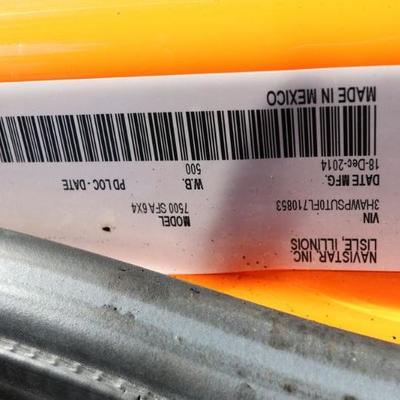 NAVISTAR, INC.
LISLE, ILLINOIS
VIN MODEL
3HAWPSUT0FL710853 7500 SFA 6X4
DATE MFG. W.B. PD LOC - DATE
18-Dec-2014 500
MADE IN MEXICO